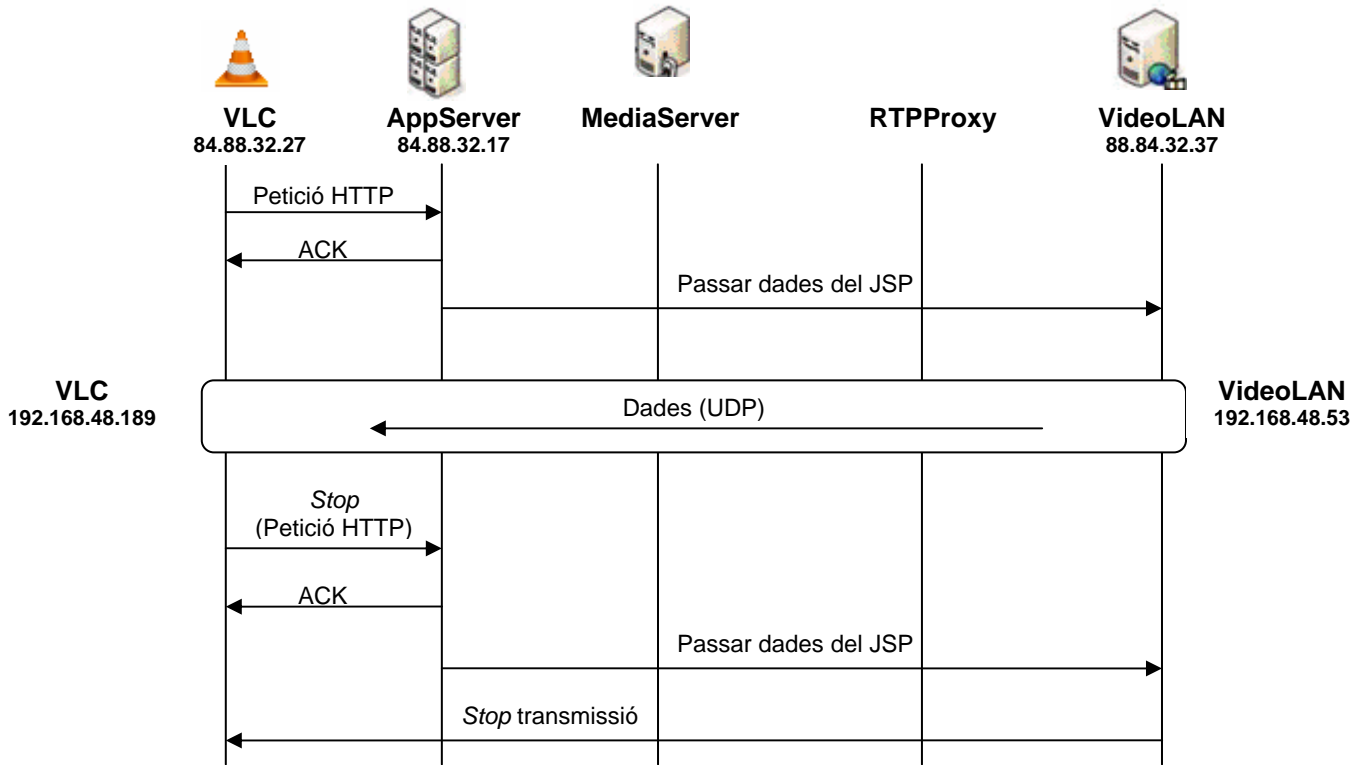 VLC
84.88.32.27
AppServer
84.88.32.17
MediaServer
RTPProxy
VideoLAN
88.84.32.37
Petició HTTP
ACK
Passar dades del JSP
VLC
192.168.48.189
Dades (UDP)
VideoLAN
192.168.48.53
Stop
(Petició HTTP)
ACK
Passar dades del JSP
Stop transmissió